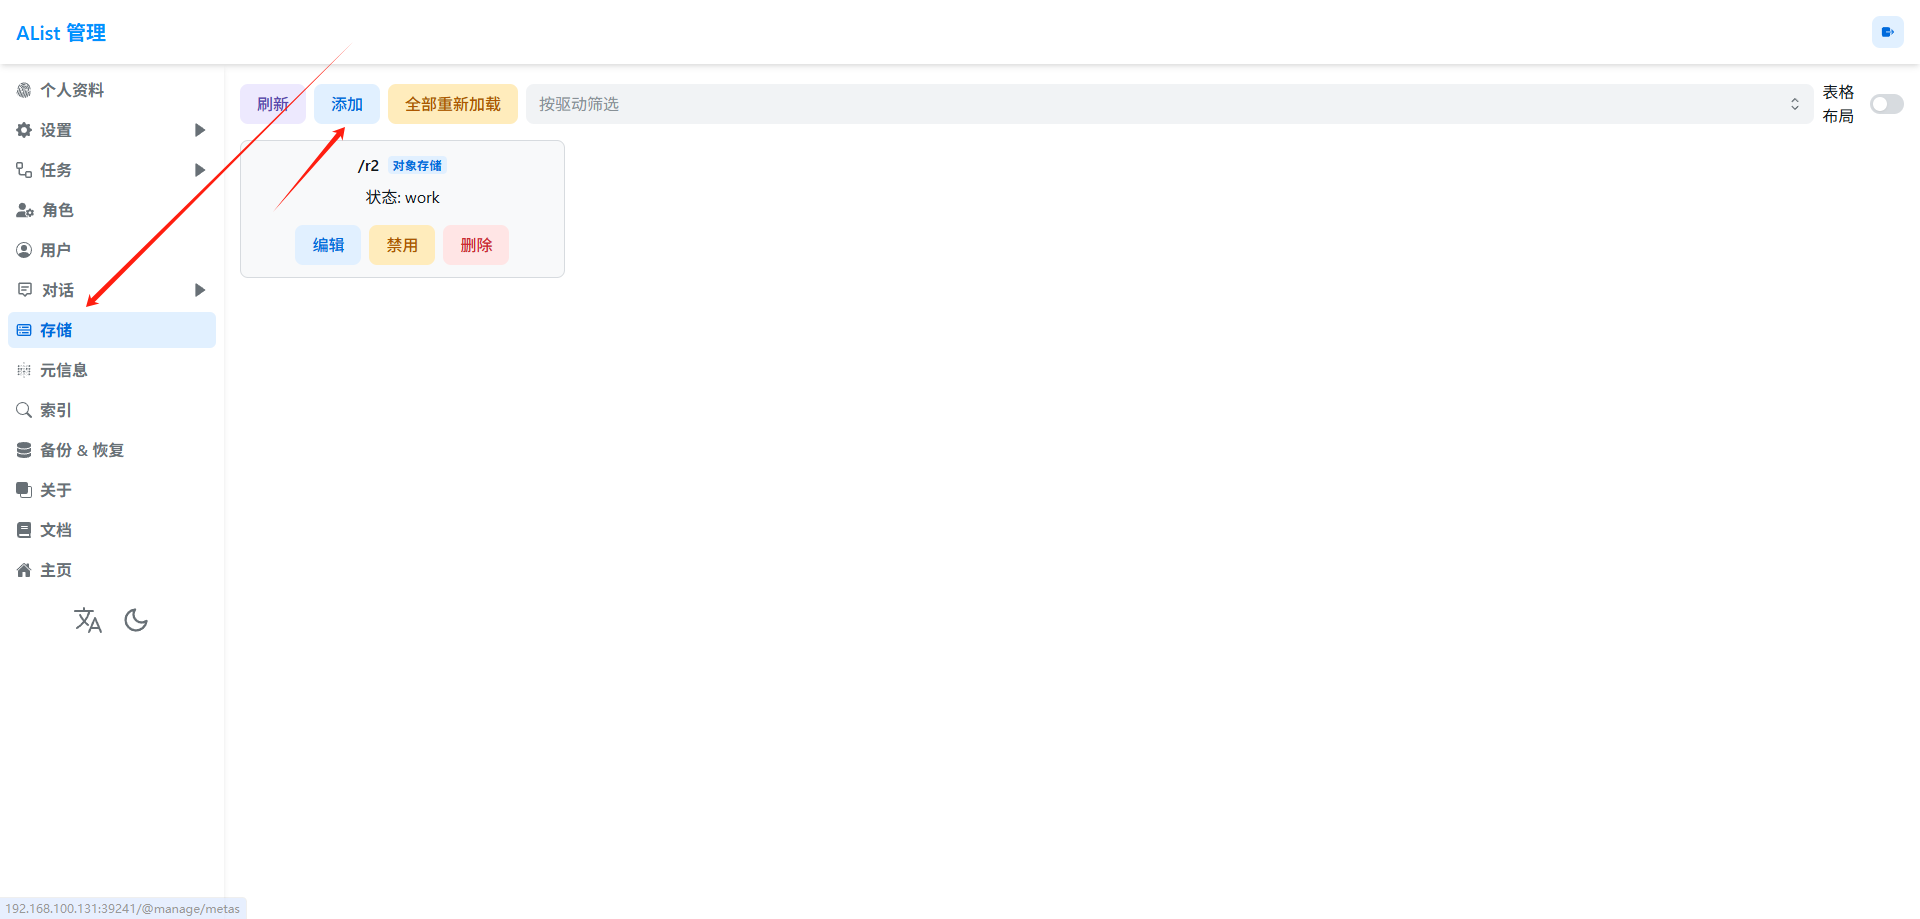 AList 管理
个人资料
设置
任务
角色
用户
对话
存储
元信息
索引
备份 & 恢复
关于
文档
主页
刷新
添加
全部重新加载
按驱动筛选
表格
布局
/r2 对象存储
状态: work
编辑
禁用
删除
192.168.100.131:39241/@manage/metas